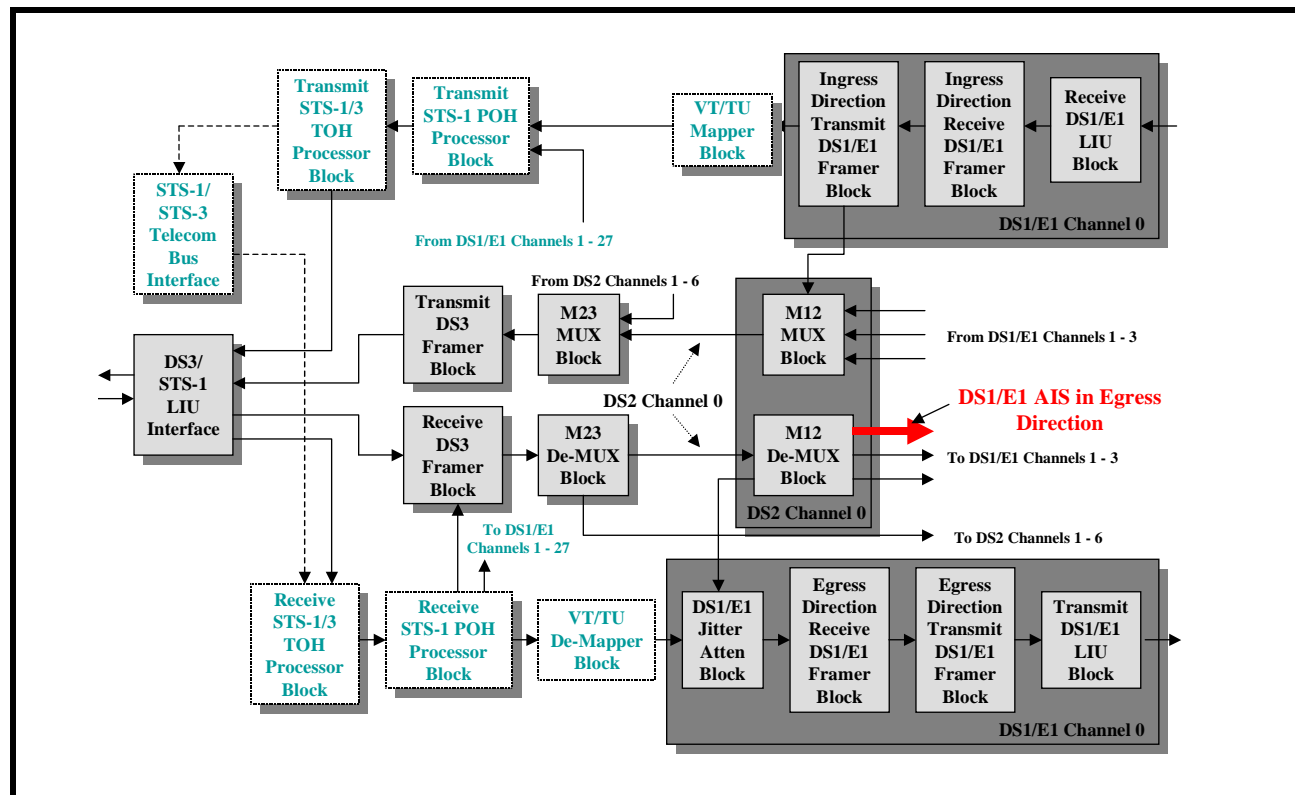 Transmit
STS-1/3
TOH
Processor
Block
Transmit
STS-1 POH
Processor
Block
VT/TU
Mapper
Block
Ingress
Direction
Transmit
DS1/E1
Framer
Block
Ingress
Direction
Receive
DS1/E1
Framer
Block
Receive
DS1/E1
LIU
Block
DS1/E1 Channel 0
STS-1/
STS-3
Telecom
Bus
Interface
From DS1/E1 Channels 1 - 27
From DS2 Channels 1 - 6
Transmit
DS3
Framer
Block
M23
MUX
Block
M12
MUX
Block
From DS1/E1 Channels 1 - 3
DS3/
STS-1
LIU
Interface
DS2 Channel 0
DS1/E1 AIS in Egress
Direction
Receive
DS3
Framer
Block
M23
De-MUX
Block
M12
De-MUX
Block
To DS1/E1 Channels 1 - 3
DS2 Channel 0
To DS1/E1
Channels 1 - 27
To DS2 Channels 1 - 6
Receive
STS-1/3
TOH
Processor
Block
Receive
STS-1 POH
Processor
Block
VT/TU
De-Mapper
Block
DS1/E1
Jitter
Atten
Block
Egress
Direction
Receive
DS1/E1
Framer
Block
Egress
Direction
Transmit
DS1/E1
Framer
Block
Transmit
DS1/E1
LIU
Block
DS1/E1 Channel 0